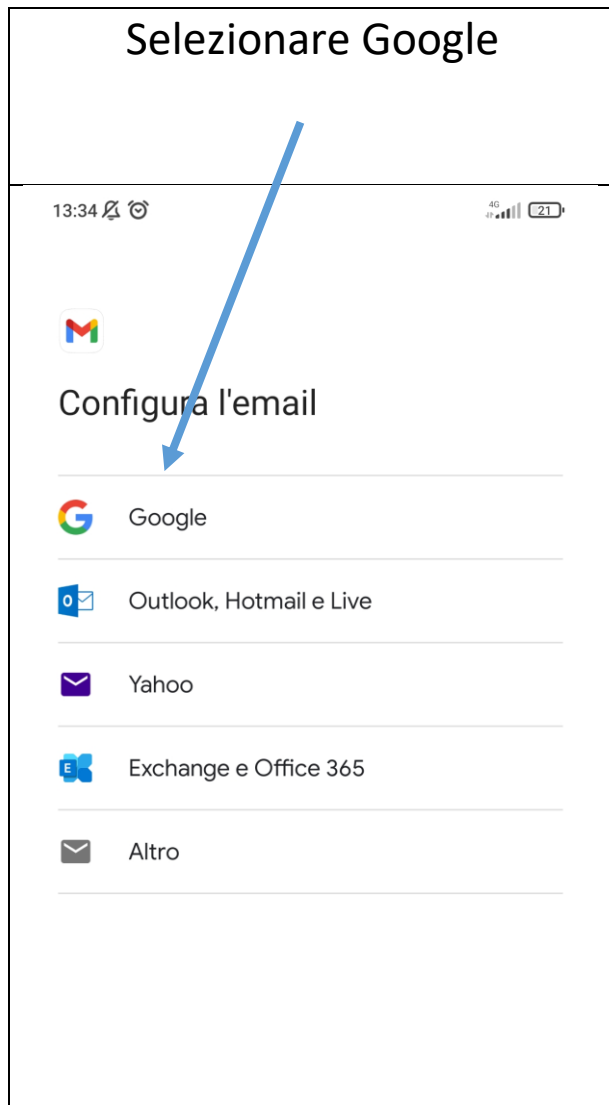 Selezionare Google
13:34 4G 21
Configura l'email
Google
Outlook, Hotmail e Live
Yahoo
Exchange e Office 365
Altro